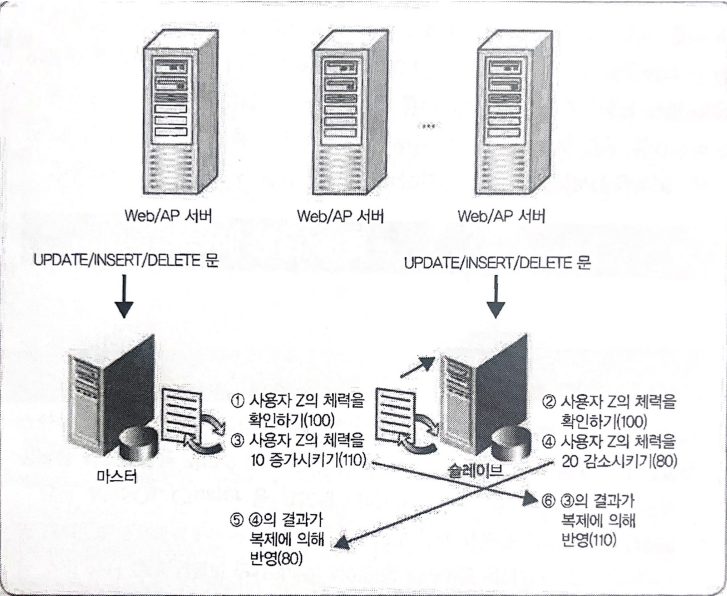 ...
Web/AP 서버
Web/AP 서버
Web/AP 서버
UPDATE/INSERT/DELETE 문
UPDATE/INSERT/DELETE 문
① 사용자 Z의 체력을
확인하기(100)
③ 사용자 Z의 체력을
10 증가시키기(110)
② 사용자 Z의 체력을
확인하기(100)
④ 사용자 Z의 체력을
20 감소시키기(80)
마스터
슬레이브
⑤ ④의 결과가
복제에 의해
반영(80)
⑥ ③의 결과가
복제에 의해
반영(110)